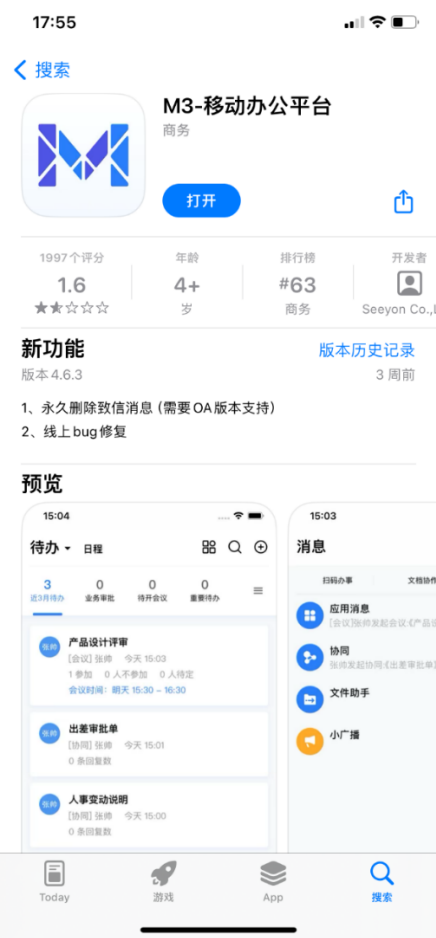 17:55
搜索
M3-移动办公平台
商务
打开
1997个评分
年龄
排行榜
开发者
1.6
4+
#63
岁
商务
Seeyon Co.,L
新功能
版本历史记录
版本4.6.3
3 周前
1、永久删除致信消息（需要OA版本支持）
2、线上bug修复
预览
15:04
待办
日程
3
0
0
0
近3月待办
业务审批
待开会议
重要待办
张帅
产品设计评审
[会议] 张帅 今天 15:03
1 参加 0 人不参加 0 人待定
会议时间：明天 15:30 – 16:30
张帅
出差审批单
[协同] 张帅 今天 15:01
0 条回复数
张帅
人事变动说明
[协同] 张帅 今天 15:00
0 条回复数
15:03
消息
扫码办事
文档协作
应用消息
[会议]张帅发起会议:《产品设
协同
张帅发起协同:《出差审批单》
文件助手
小广播
Today
游戏
App
搜索